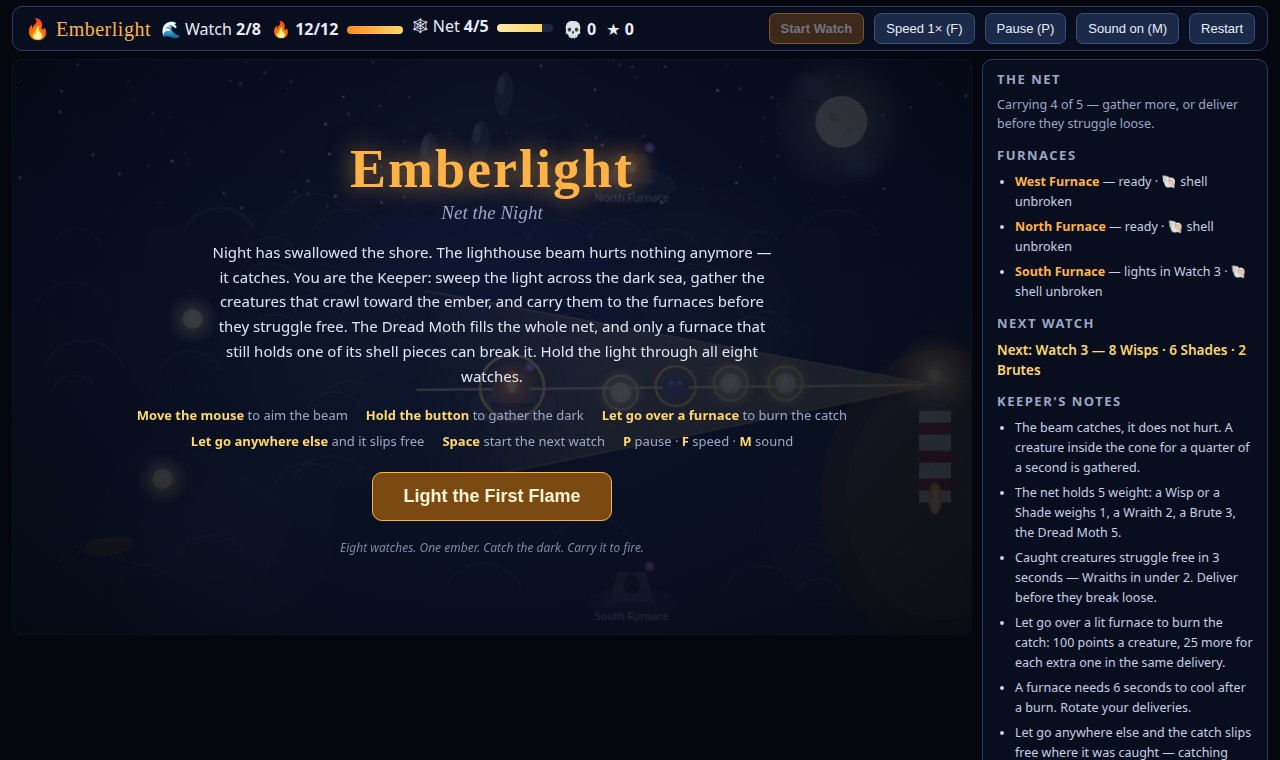 🔥 Emberlight 🌊 Watch 2/8 🔥 12/12 🕸 Net 4/5 💀 0 ★ 0 Start Watch Speed 1× (F) Pause (P) Sound on (M) Restart
Emberlight
North Furnace
Net the Night
Night has swallowed the shore. The lighthouse beam hurts nothing anymore —
it catches. You are the Keeper: sweep the light across the dark sea, gather the
creatures that crawl toward the ember, and carry them to the furnaces before
they struggle free. The Dread Moth fills the whole net, and only a furnace that
still holds one of its shell pieces can break it. Hold the light through all eight
watches.
Move the mouse to aim the beam Hold the button to gather the dark Let go over a furnace to burn the catch
Let go anywhere else and it slips free Space start the next watch P pause · F speed · M sound
Light the First Flame
Eight watches. One ember. Catch the dark. Carry it to fire.
South Furnace
THE NET
Carrying 4 of 5 — gather more, or deliver
before they struggle loose.
FURNACES
• West Furnace — ready · 🐚 shell
unbroken
• North Furnace — ready · 🐚 shell
unbroken
• South Furnace — lights in Watch 3 · 🐚
shell unbroken
NEXT WATCH
Next: Watch 3 — 8 Wisps · 6 Shades · 2
Brutes
KEEPER'S NOTES
• The beam catches, it does not hurt. A
creature inside the cone for a quarter of
a second is gathered.
• The net holds 5 weight: a Wisp or a
Shade weighs 1, a Wraith 2, a Brute 3,
the Dread Moth 5.
• Caught creatures struggle free in 3
seconds — Wraiths in under 2. Deliver
before they break loose.
• Let go over a lit furnace to burn the
catch: 100 points a creature, 25 more for
each extra one in the same delivery.
• A furnace needs 6 seconds to cool after
a burn. Rotate your deliveries.
• Let go anywhere else and the catch slips
free where it was caught — catching